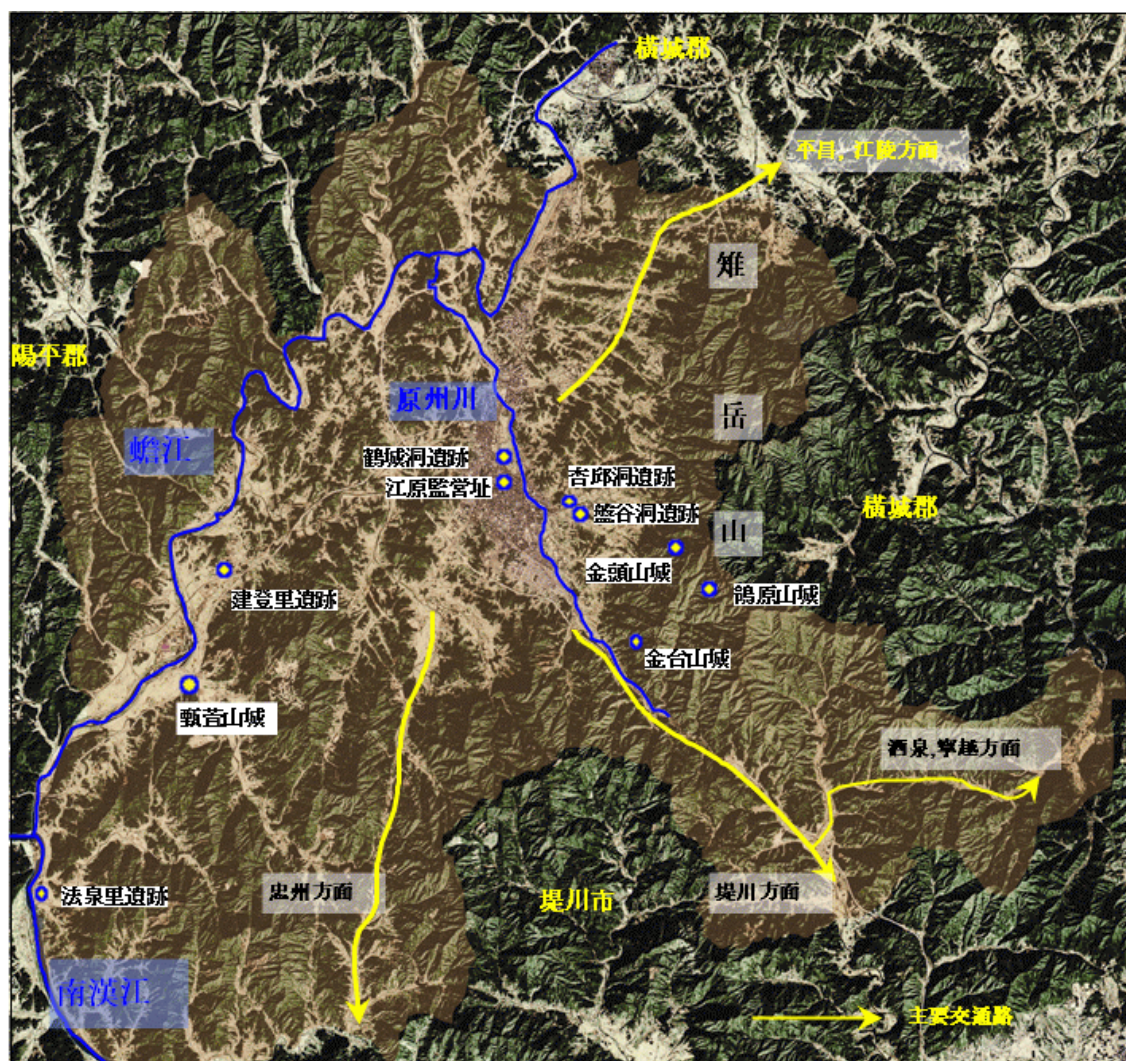 橫城郡
平昌, 江陵方面
雉
陽平郡
原州川
岳
蟾江
鶴城洞遺跡
江原監營址
杏邱洞遺跡
盤谷洞遺跡
橫城郡
山
金頭山城
建登里遺跡
鴿原山城
金台山城
甄萱山城
酒泉,寧越方面
法泉里遺跡
忠州方面
堤川市
堤川方面
南漢江
主要交通路